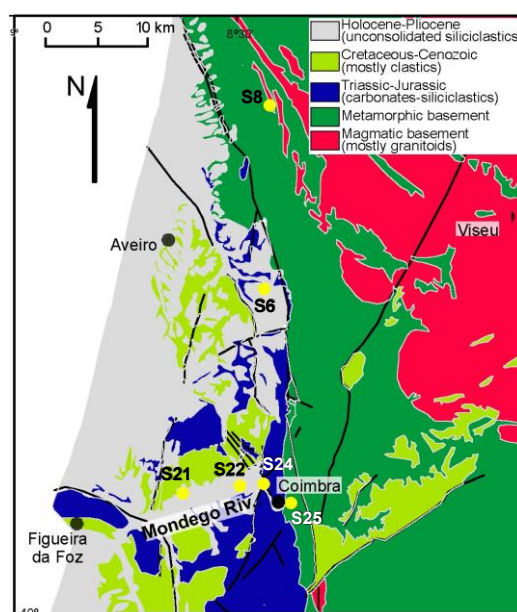 0 5 10 km
9°
8°30'
Holocene-Pliocene
(unconsolidated siliciclastics
Cretaceous-Cenozoic
(mostly clastics)
Triassic-Jurassic
(carbonates-siliciclastics)
Metamorphic basement
Magmatic basement
(mostly granitoids)
N
S8
Viseu
Aveiro
S6
S21
S22
S24
Coimbra
S25
Mondego Riv.
Figueira
da Foz
40°